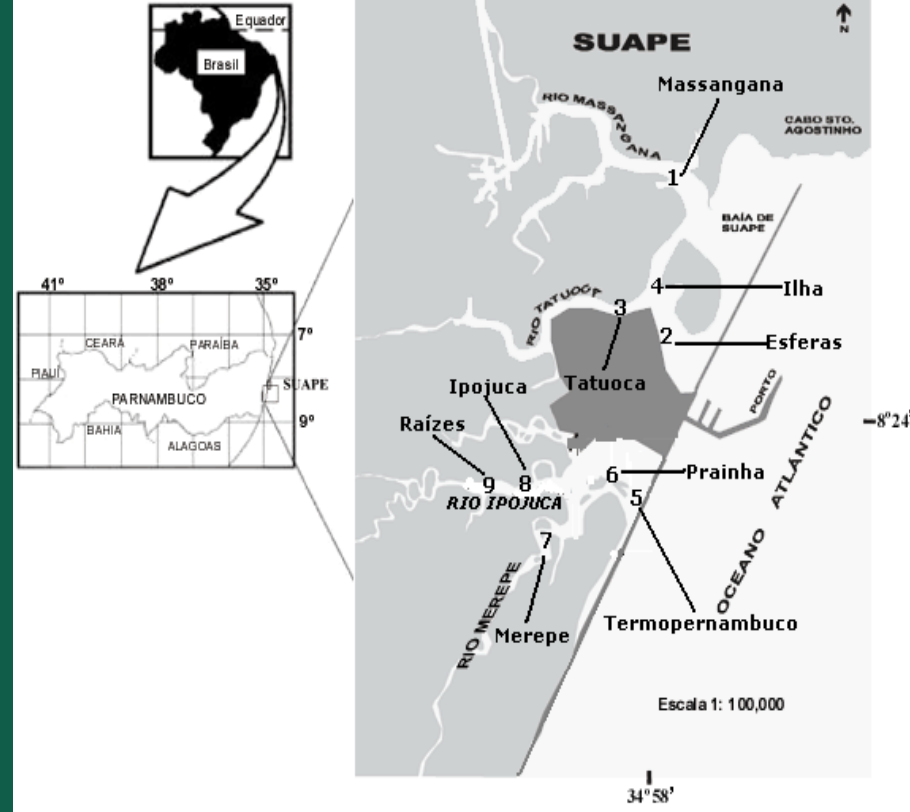 Equador
Brasil
41º
38º
35º
7º
9º
CEARÁ
PARAÍBA
PIAUÍ
SUAPE
PARNAMBUCO
BAHIA
ALAGOAS
N
SUAPE
Massangana
RIO MASSANGANA
CABO STO.
AGOSTINHO
1
BAÍA DE
SUAPE
4
Ilha
RIO TATUOCA
3
2
Esferas
Tatuoca
Ipojuca
PORTO
Raízes
8º24'
OCEANO ATLÂNTICO
6
Prainha
9
8
5
RIO IPOJUCA
7
RIO MEREPE
Merepe
Termopernambuco
Escala 1: 100,000
34º58'